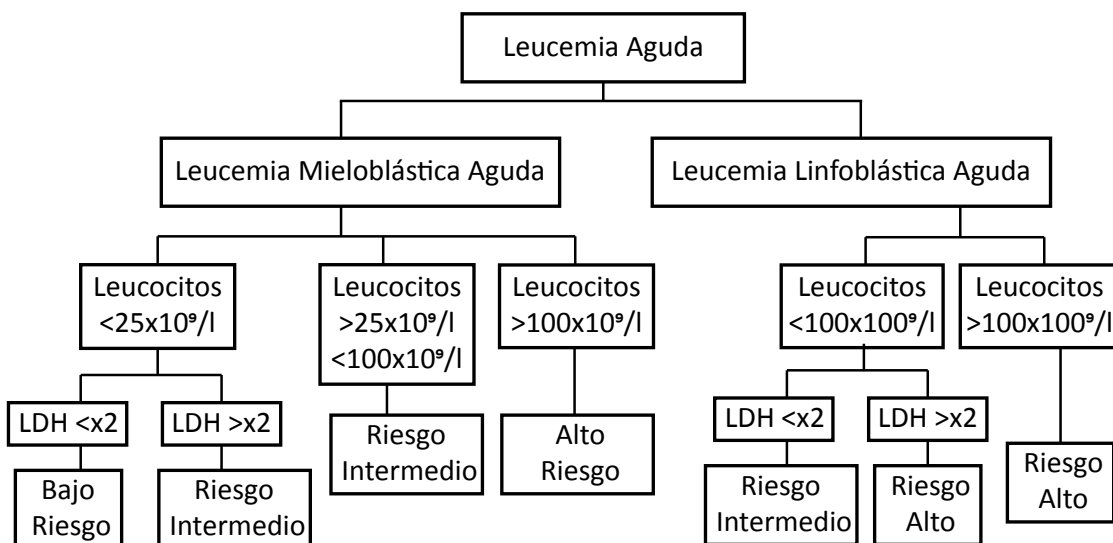 Leucemia Aguda
Leucemia Mieloblástica Aguda
Leucemia Linfoblástica Aguda
Leucocitos
<25x10⁹/l
Leucocitos
>25x10⁹/l
<100x10⁹/l
Leucocitos
>100x10⁹/l
Leucocitos
<100x100⁹/l
Leucocitos
>100x100⁹/l
LDH <x2
LDH >x2
LDH <x2
LDH >x2
Bajo
Riesgo
Riesgo
Intermedio
Riesgo
Intermedio
Alto
Riesgo
Riesgo
Intermedio
Riesgo
Alto
Riesgo
Alto